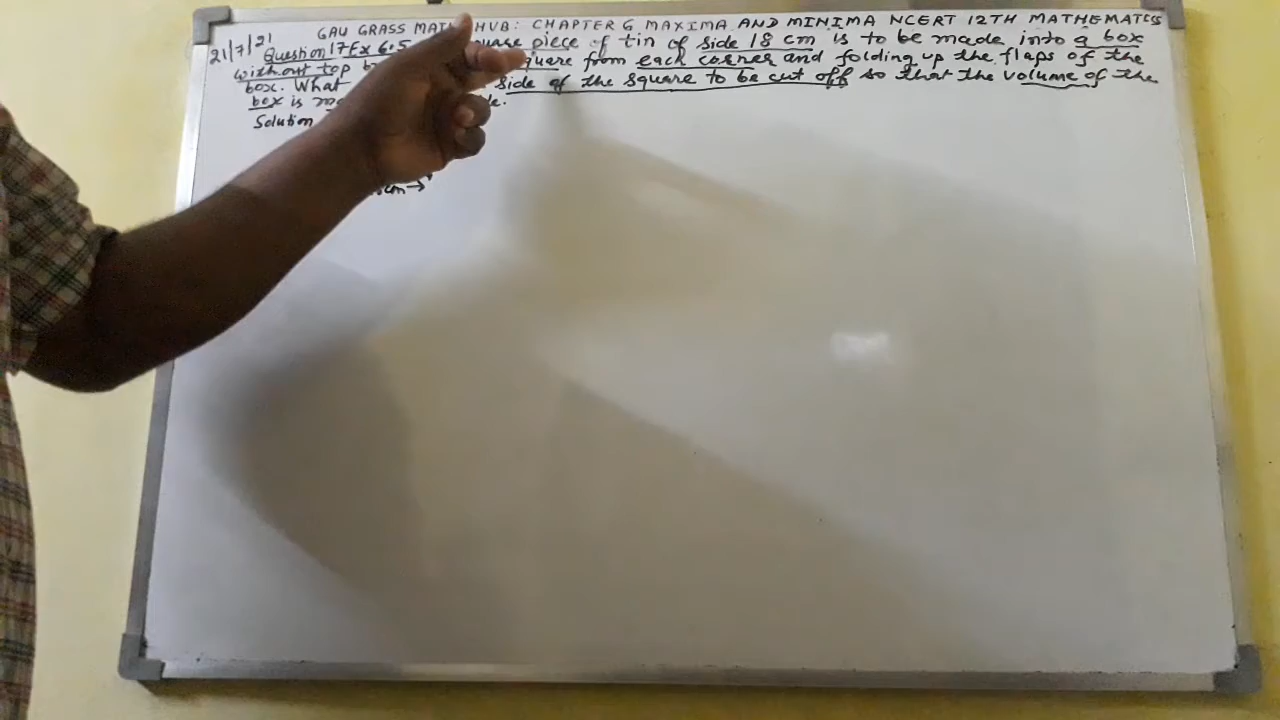 GAU GRASS MATH HUB: CHAPTER 6 MAXIMA AND MINIMA NCERT 12TH MATHEMATICS
21/7/21 Question 17 Ex 6.5 square piece of tin of side 18 cm is to be made into a box
without top square from each corner and folding up the flaps of the
box. What side of the square to be cut off so that the volume of the
box is
Solution
cm→